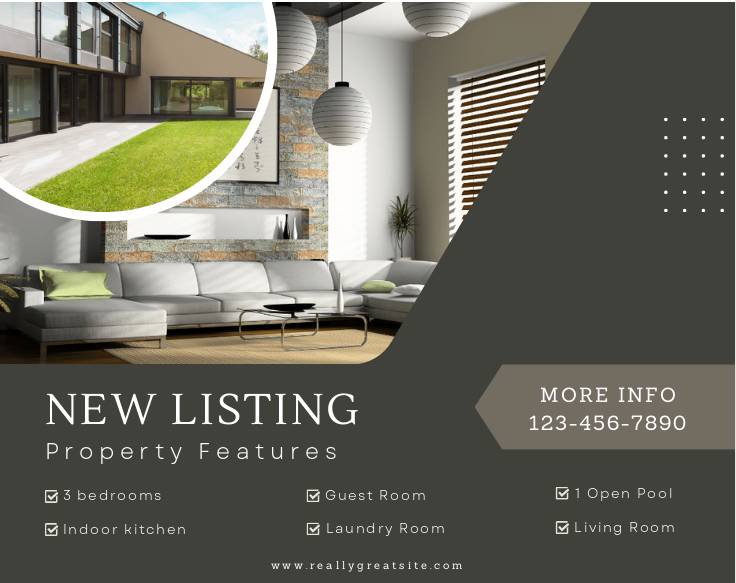 NEW LISTING
Property Features
MORE INFO
123-456-7890
3 bedrooms
Guest Room
1 Open Pool
Indoor kitchen
Laundry Room
Living Room
www.reallygreatsite.com